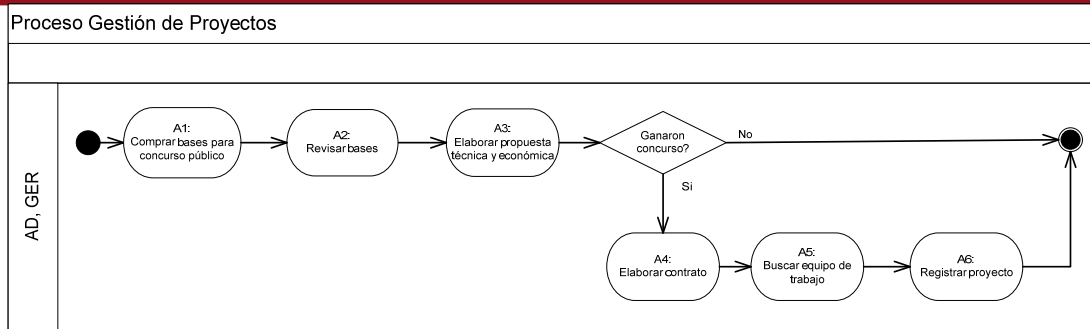 Proceso Gestión de Proyectos
AD, GER
A1:
Comprar bases para
concurso público
A2:
Revisar bases
A3:
Elaborar propuesta
técnica y económica
Ganaron
concurso?
No
Si
A4:
Elaborar contrato
A5:
Buscar equipo de
trabajo
A6:
Registrar proyecto